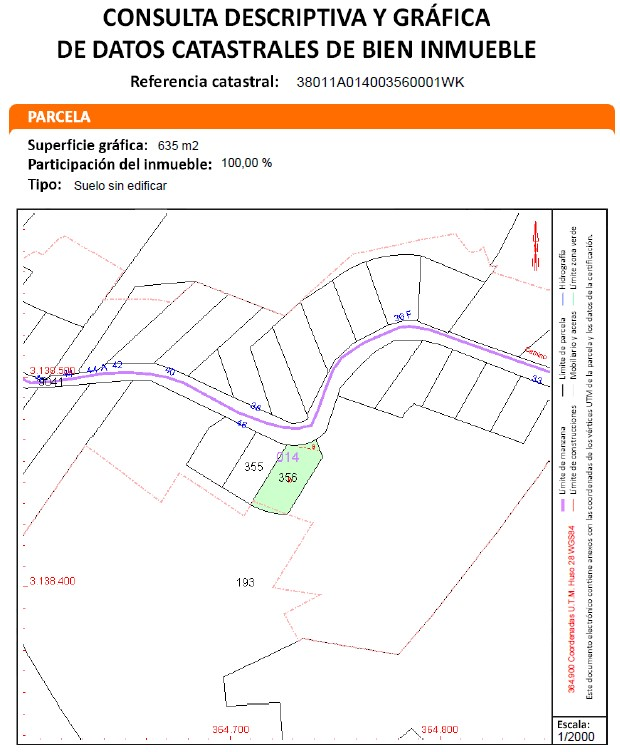 CONSULTA DESCRIPTIVA Y GRÁFICA
DE DATOS CATASTRALES DE BIEN INMUEBLE
Referencia catastral: 38011A014003560001WK
PARCELA
Superficie gráfica: 635 m2
Participación del inmueble: 100,00 %
Tipo: Suelo sin edificar
3.138.500
42
40
38
46
33
014
355
356
193
3.138.400
364.700
364.800
Límite de manzana
Límite de parcela
Hidrografía
Límite de construcciones
Mobiliario y aceras
Límite zona verde
364.900 Coordenadas U.T.M. Huso 28 WGS84
Este documento electrónico contiene anexos con las coordenadas de los vértices UTM de la parcela y los datos de la certificación.
Escala:
1/2000